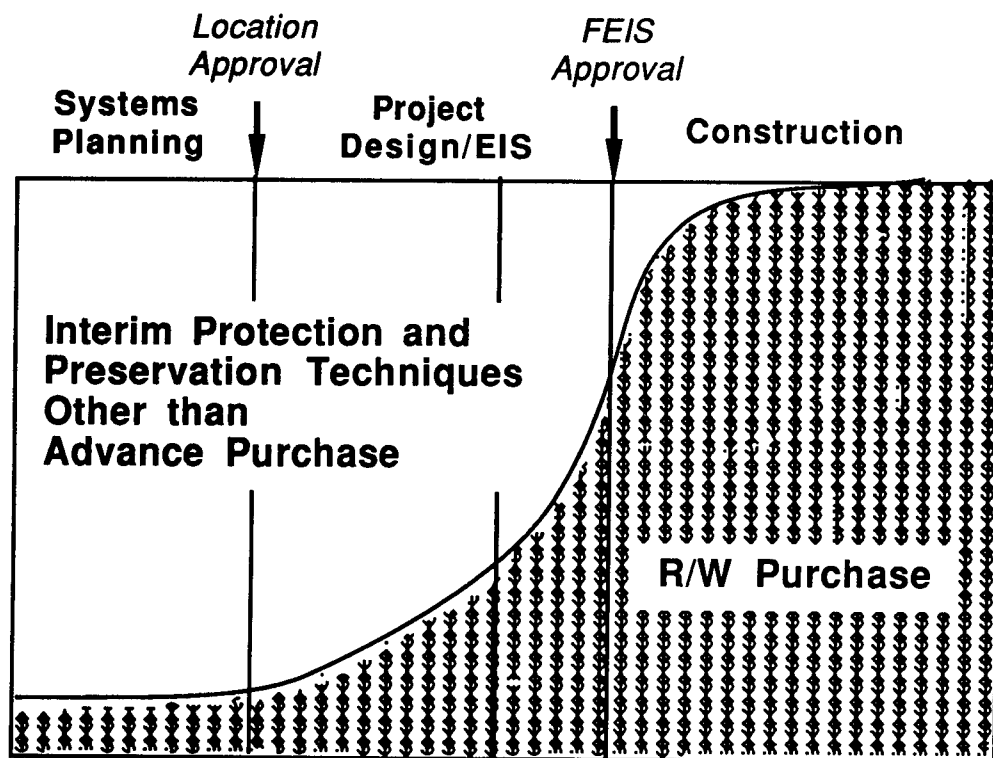 Location
Approval
FEIS
Approval
Systems
Planning
Project
Design/EIS
Construction
Interim Protection and
Preservation Techniques
Other than
Advance Purchase
R/W Purchase